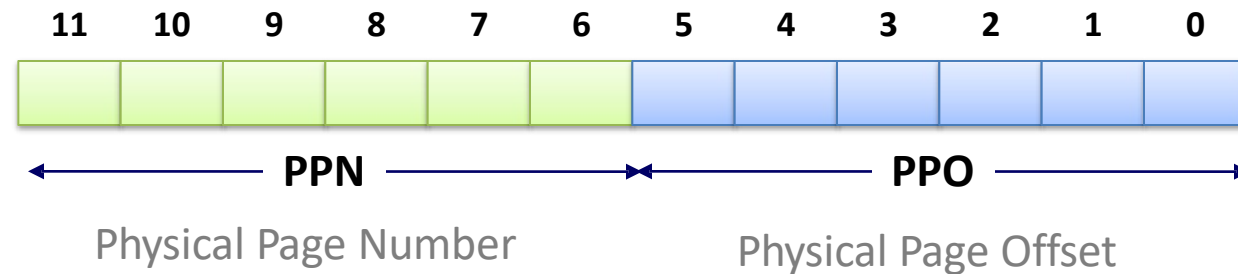 11 10 9 8 7 6 5 4 3 2 1 0
PPN PPO
Physical Page Number Physical Page Offset